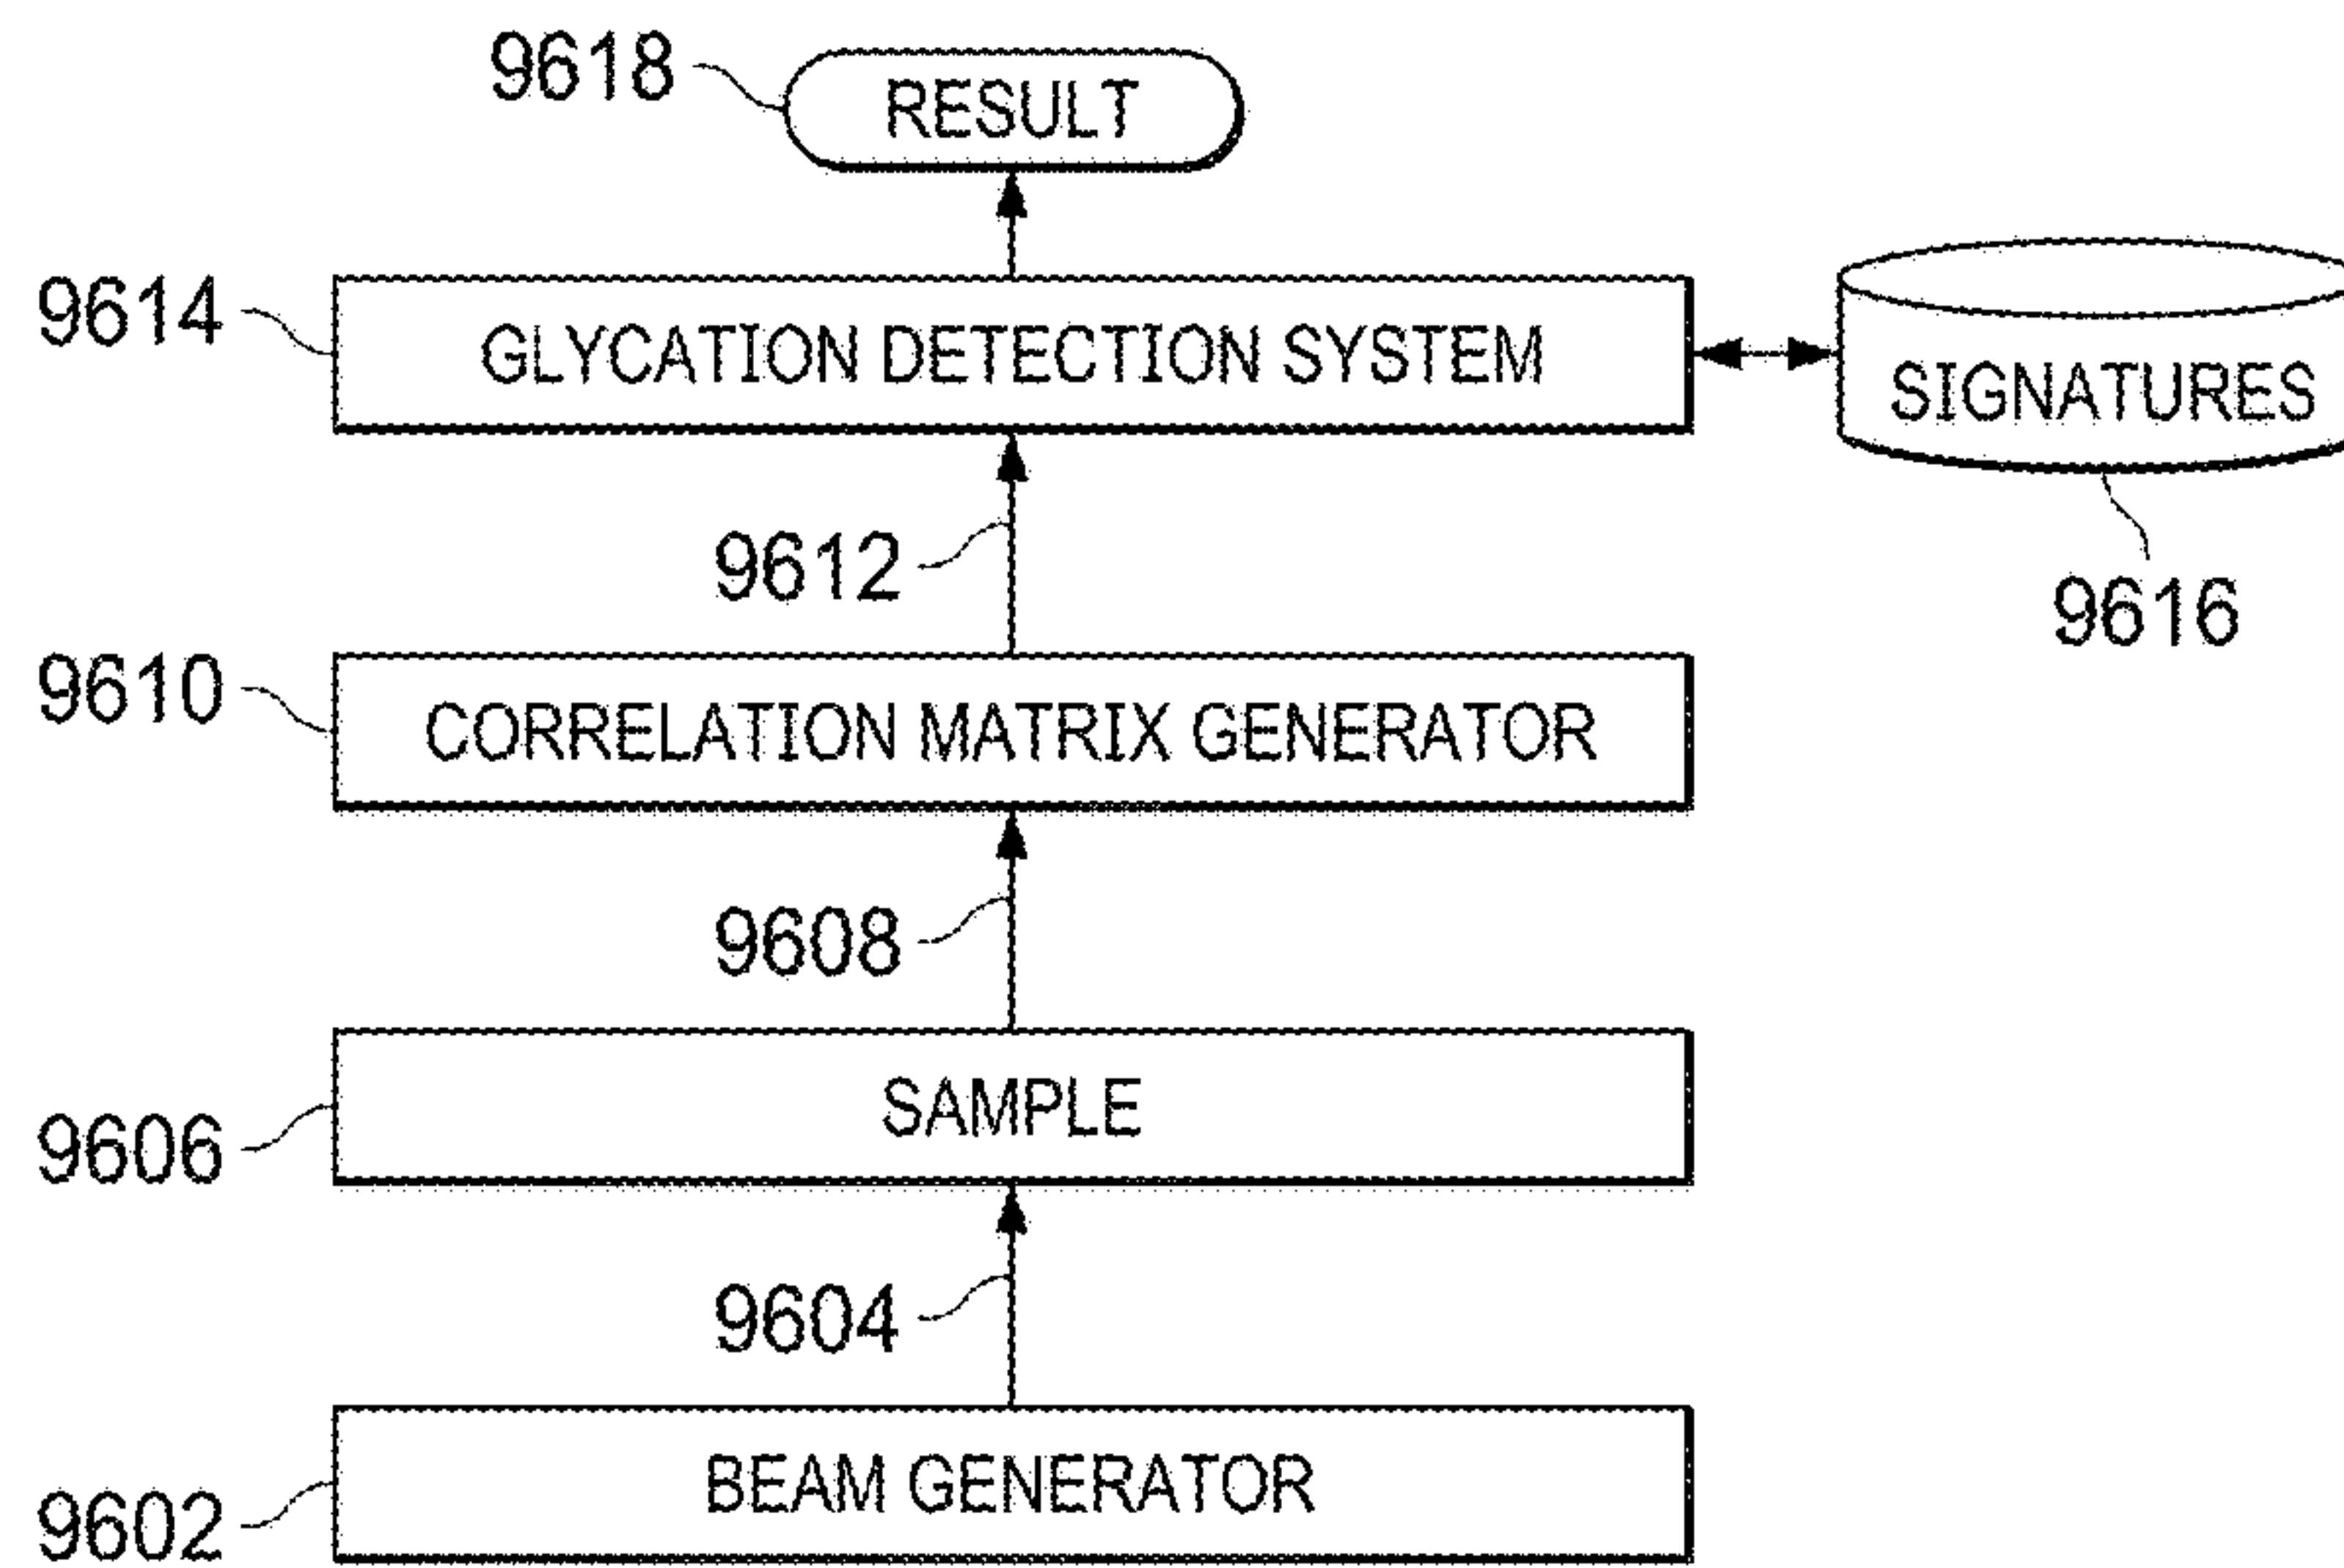 9618
RESULT
9614
GLYCATION DETECTION SYSTEM
SIGNATURES
9612
9616
9610
CORRELATION MATRIX GENERATOR
9608
SAMPLE
9606
9604
BEAM GENERATOR
9602